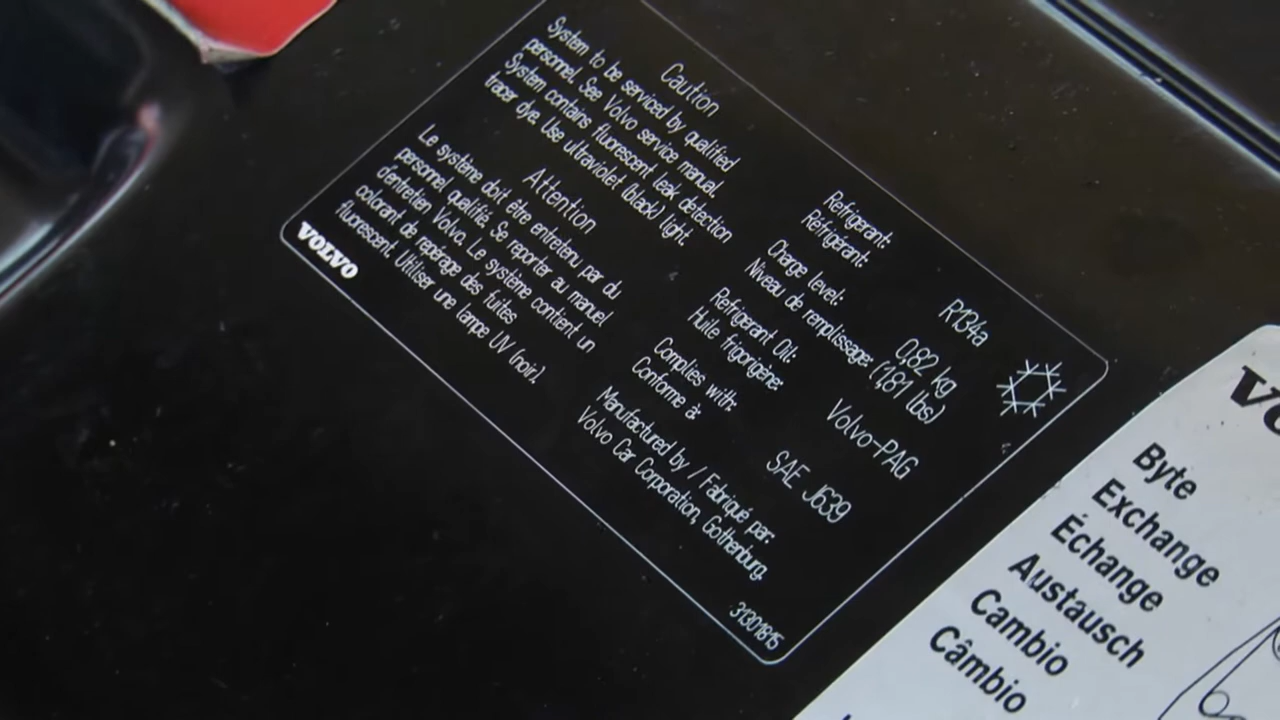 Caution
System to be serviced by qualified
personnel. See Volvo service manual.
System contains fluorescent leak detection
tracer dye. Use ultraviolet (black) light.
Attention
Le système doit être entretenu par du
personnel qualifié. Se reporter au manuel
d'entretien Volvo. Le système contient un
colorant de repérage des fuites
fluorescent. Utiliser une lampe UV (noir).
VOLVO
Refrigerant:
Réfrigérant:
R134a
Charge level:
Niveau de remplissage:
0,82 kg
(1,81 lbs)
Refrigerant Oil:
Huile frigorigène:
Volvo-PAG
Complies with:
Conforme à:
SAE J639
Manufactured by / Fabriqué par:
Volvo Car Corporation, Gothenburg.
31301815
Byte
Exchange
Échange
Austausch
Cambio
Câmbio